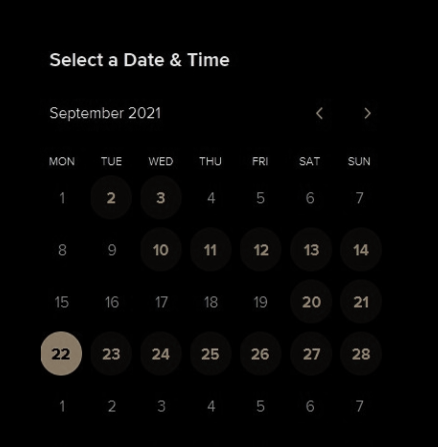 Select a Date & Time
September 2021
MON TUE WED THU FRI SAT SUN
1 2 3 4 5 6 7
8 9 10 11 12 13 14
15 16 17 18 19 20 21
22 23 24 25 26 27 28
1 2 3 4 5 6 7